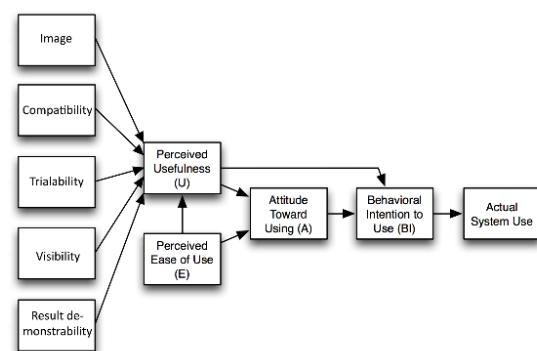 Image
Compatibility
Trialability
Visibility
Result de-
monstrability
Perceived
Usefulness
(U)
Perceived
Ease of Use
(E)
Attitude
Toward
Using (A)
Behavioral
Intention to
Use (BI)
Actual
System Use